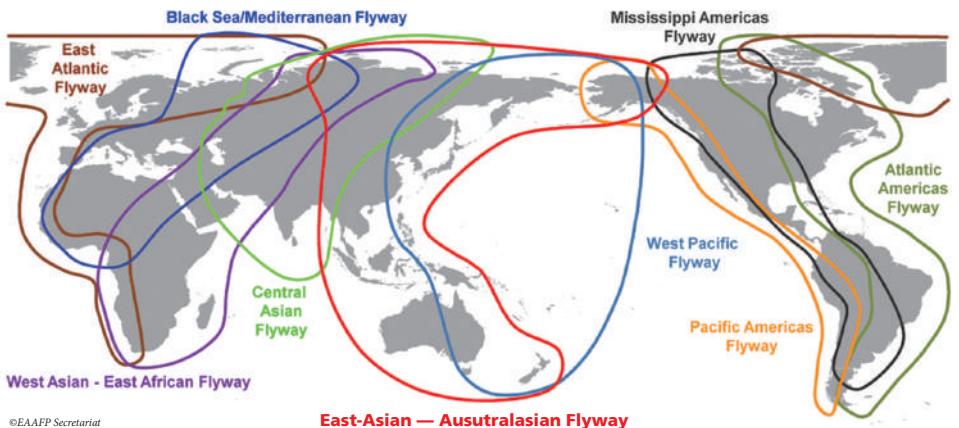 Black Sea/Mediterranean Flyway
Mississippi Americas
Flyway
East
Atlantic
Flyway
Atlantic
Americas
Flyway
West Pacific
Flyway
Central
Asian
Flyway
Pacific Americas
Flyway
West Asian - East African Flyway
©EAAFP Secretariat
East-Asian — Ausutralasian Flyway